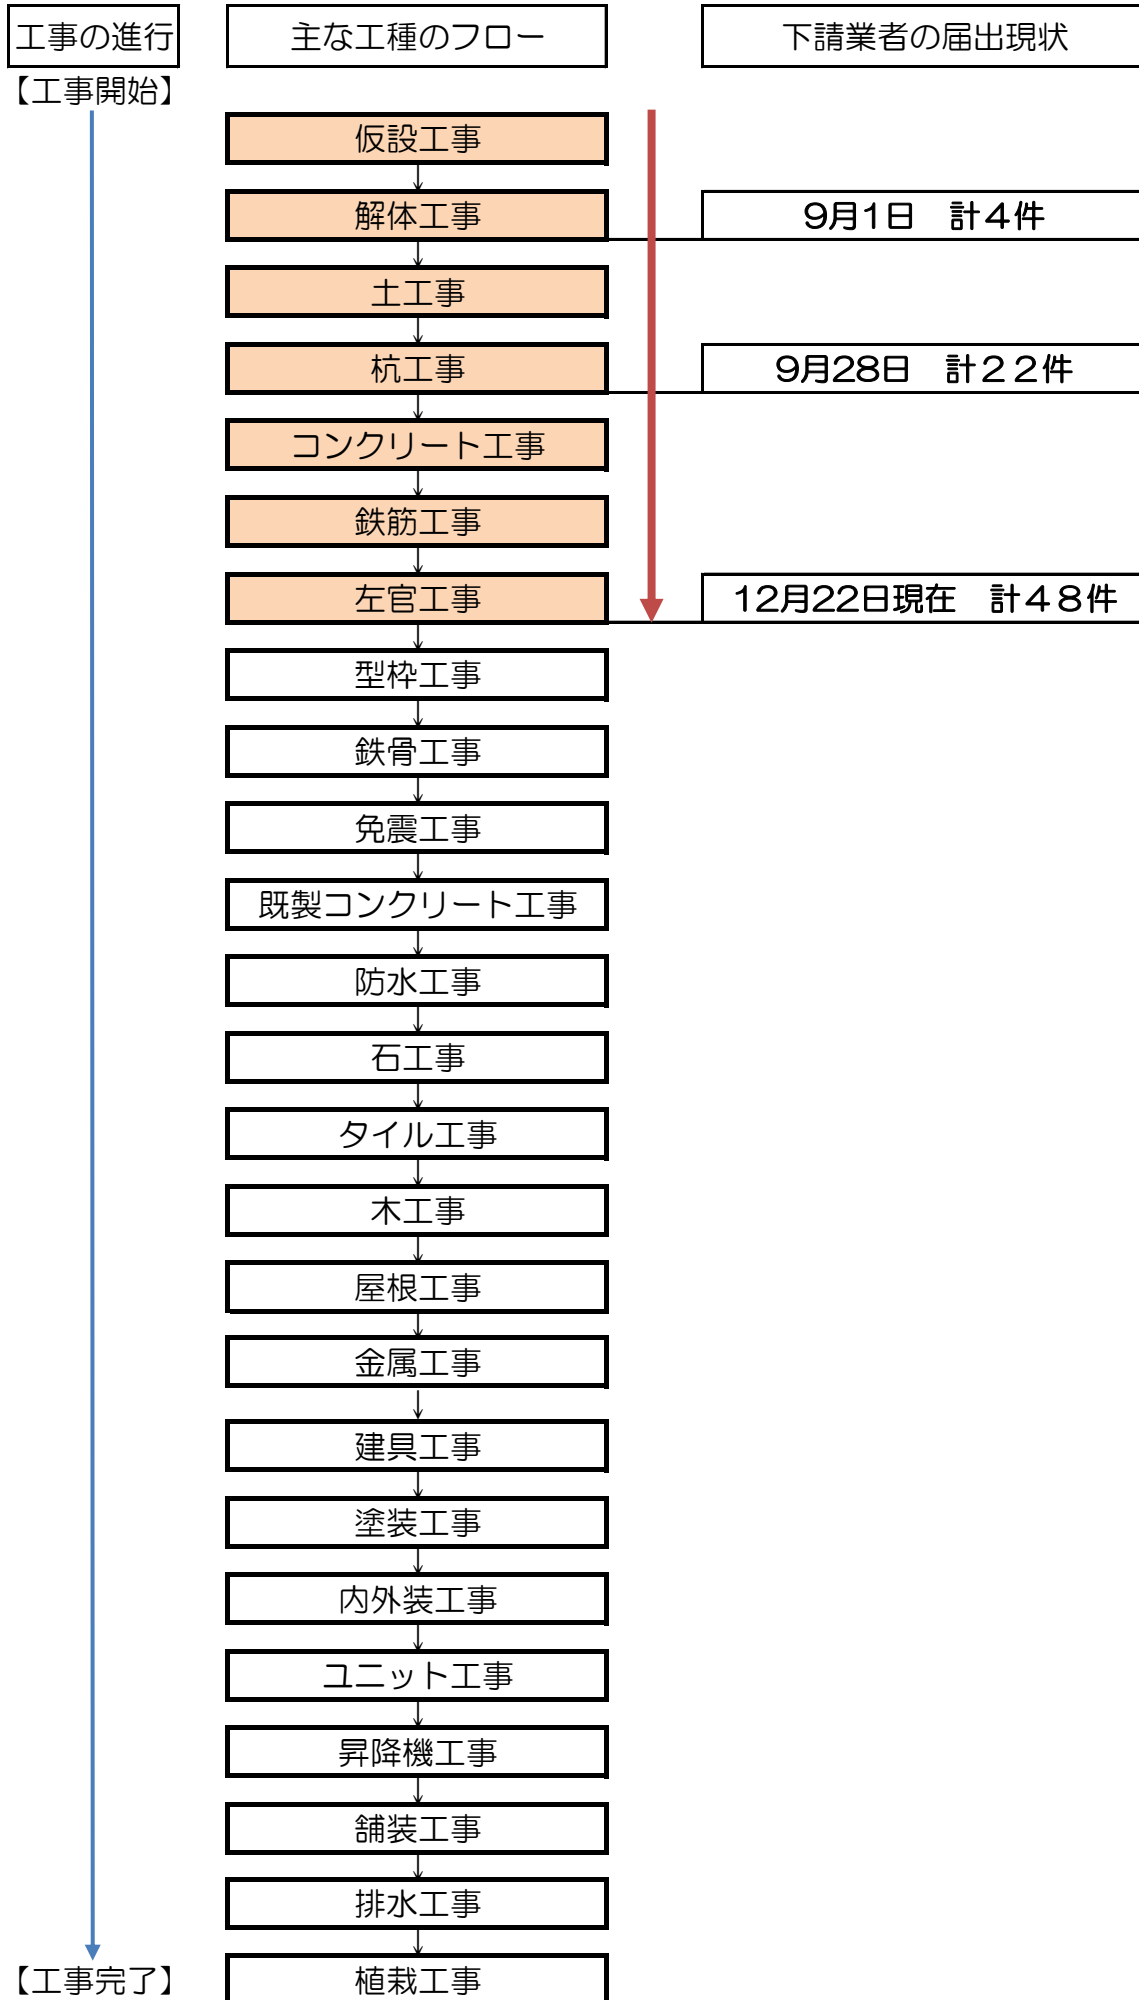 工事の進行
主な工種のフロー
下請業者の届出現状
【工事開始】
仮設工事
解体工事
9月1日　計4件
土工事
杭工事
9月28日　計２２件
コンクリート工事
鉄筋工事
左官工事
12月22日現在　計４８件
型枠工事
鉄骨工事
免震工事
既製コンクリート工事
防水工事
石工事
タイル工事
木工事
屋根工事
金属工事
建具工事
塗装工事
内外装工事
ユニット工事
昇降機工事
舗装工事
排水工事
【工事完了】
植栽工事